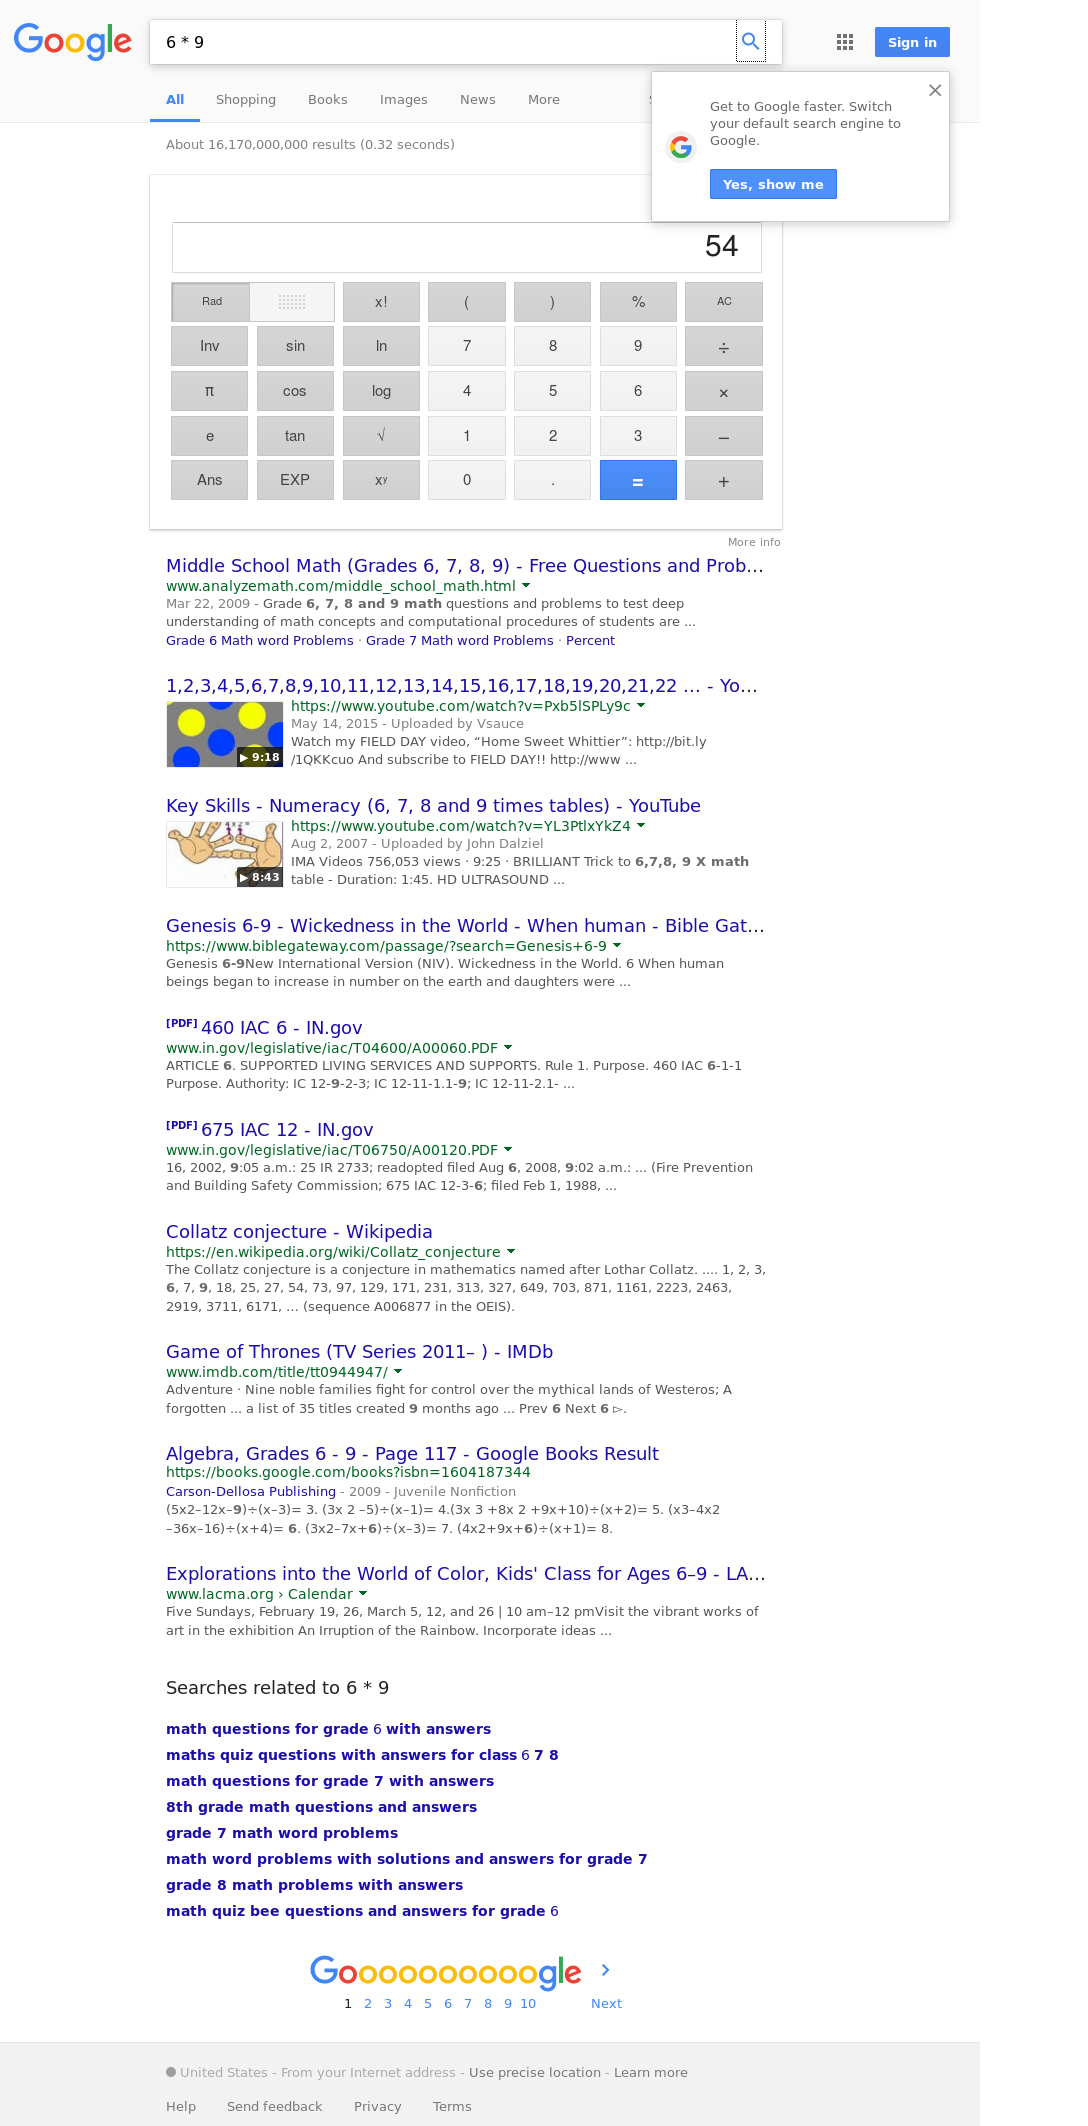 Google
6 * 9
Sign in
All Shopping Books Images News More
Get to Google faster. Switch
your default search engine to
Google.
Yes, show me
About 16,170,000,000 results (0.32 seconds)
54
Rad x! ( ) % AC
Inv sin ln 7 8 9 ÷
π cos log 4 5 6 ×
e tan √ 1 2 3 −
Ans EXP xʸ 0 . = +
More info
Middle School Math (Grades 6, 7, 8, 9) - Free Questions and Prob...
www.analyzemath.com/middle_school_math.html
Mar 22, 2009 - Grade 6, 7, 8 and 9 math questions and problems to test deep
understanding of math concepts and computational procedures of students are ...
Grade 6 Math word Problems · Grade 7 Math word Problems · Percent
1,2,3,4,5,6,7,8,9,10,11,12,13,14,15,16,17,18,19,20,21,22 ... - Yo...
https://www.youtube.com/watch?v=Pxb5lSPLy9c
May 14, 2015 - Uploaded by Vsauce
Watch my FIELD DAY video, “Home Sweet Whittier”: http://bit.ly
/1QKKcuo And subscribe to FIELD DAY!! http://www ...
▶ 9:18
Key Skills - Numeracy (6, 7, 8 and 9 times tables) - YouTube
https://www.youtube.com/watch?v=YL3PtlxYkZ4
Aug 2, 2007 - Uploaded by John Dalziel
IMA Videos 756,053 views · 9:25 · BRILLIANT Trick to 6,7,8, 9 X math
table - Duration: 1:45. HD ULTRASOUND ...
▶ 8:43
Genesis 6-9 - Wickedness in the World - When human - Bible Gat...
https://www.biblegateway.com/passage/?search=Genesis+6-9
Genesis 6-9New International Version (NIV). Wickedness in the World. 6 When human
beings began to increase in number on the earth and daughters were ...
[PDF] 460 IAC 6 - IN.gov
www.in.gov/legislative/iac/T04600/A00060.PDF
ARTICLE 6. SUPPORTED LIVING SERVICES AND SUPPORTS. Rule 1. Purpose. 460 IAC 6-1-1
Purpose. Authority: IC 12-9-2-3; IC 12-11-1.1-9; IC 12-11-2.1- ...
[PDF] 675 IAC 12 - IN.gov
www.in.gov/legislative/iac/T06750/A00120.PDF
16, 2002, 9:05 a.m.: 25 IR 2733; readopted filed Aug 6, 2008, 9:02 a.m.: ... (Fire Prevention
and Building Safety Commission; 675 IAC 12-3-6; filed Feb 1, 1988, ...
Collatz conjecture - Wikipedia
https://en.wikipedia.org/wiki/Collatz_conjecture
The Collatz conjecture is a conjecture in mathematics named after Lothar Collatz. .... 1, 2, 3,
6, 7, 9, 18, 25, 27, 54, 73, 97, 129, 171, 231, 313, 327, 649, 703, 871, 1161, 2223, 2463,
2919, 3711, 6171, … (sequence A006877 in the OEIS).
Game of Thrones (TV Series 2011– ) - IMDb
www.imdb.com/title/tt0944947/
Adventure · Nine noble families fight for control over the mythical lands of Westeros; A
forgotten ... a list of 35 titles created 9 months ago ... Prev 6 Next 6 ▻.
Algebra, Grades 6 - 9 - Page 117 - Google Books Result
https://books.google.com/books?isbn=1604187344
Carson-Dellosa Publishing - 2009 - Juvenile Nonfiction
(5x2–12x–9)÷(x–3)= 3. (3x 2 –5)÷(x–1)= 4.(3x 3 +8x 2 +9x+10)÷(x+2)= 5. (x3–4x2
–36x–16)÷(x+4)= 6. (3x2–7x+6)÷(x–3)= 7. (4x2+9x+6)÷(x+1)= 8.
Explorations into the World of Color, Kids' Class for Ages 6–9 - LA...
www.lacma.org › Calendar
Five Sundays, February 19, 26, March 5, 12, and 26 | 10 am–12 pmVisit the vibrant works of
art in the exhibition An Irruption of the Rainbow. Incorporate ideas ...
Searches related to 6 * 9
math questions for grade 6 with answers
maths quiz questions with answers for class 6 7 8
math questions for grade 7 with answers
8th grade math questions and answers
grade 7 math word problems
math word problems with solutions and answers for grade 7
grade 8 math problems with answers
math quiz bee questions and answers for grade 6
Goooooooooogle
1 2 3 4 5 6 7 8 9 10 Next
United States - From your Internet address - Use precise location - Learn more
Help Send feedback Privacy Terms